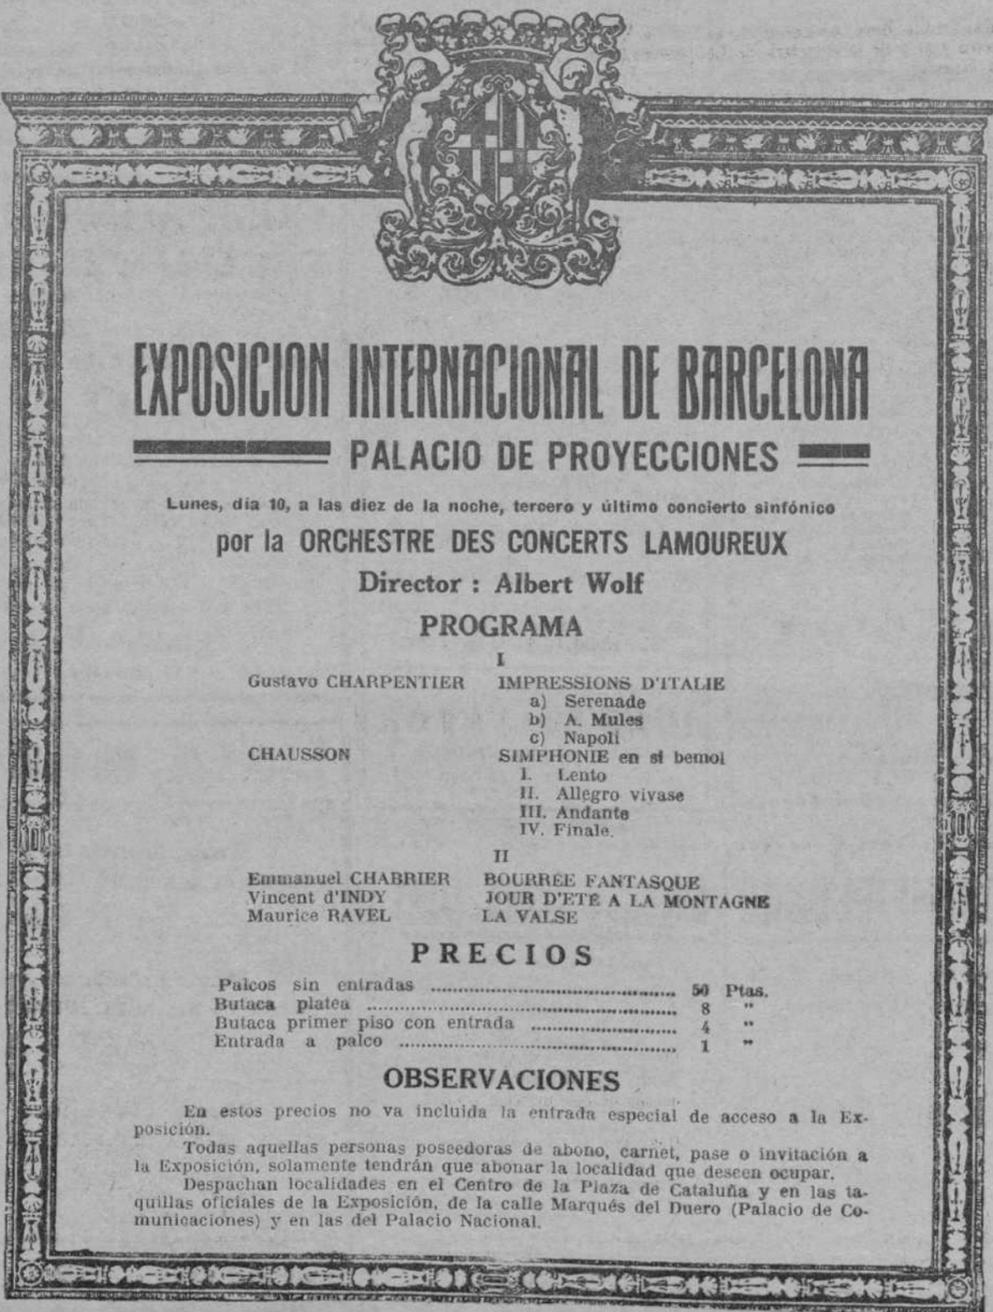 EXPOSICION INTERNACIONAL DE BARCELONA
PALACIO DE PROYECCIONES
Lunes, día 10, a las diez de la noche, tercero y último concierto sinfónico
por la ORCHESTRE DES CONCERTS LAMOUREUX
Director : Albert Wolf
PROGRAMA
I
Gustavo CHARPENTIER IMPRESSIONS D'ITALIE
a) Serenade
b) A. Mules
c) Napoli
CHAUSSON SIMPHONIE en si bemol
I. Lento
II. Allegro vivase
III. Andante
IV. Finale.
II
Emmanuel CHABRIER BOURREE FANTASQUE
Vincent d'INDY JOUR D'ETÉ A LA MONTAGNE
Maurice RAVEL LA VALSE
PRECIOS
Palcos sin entradas 50 Ptas.
Butaca platea 8 "
Butaca primer piso con entrada 4 "
Entrada a palco 1 "
OBSERVACIONES
En estos precios no va incluida la entrada especial de acceso a la Ex-
posición.
Todas aquellas personas poseedoras de abono, carnet, pase o invitación a
la Exposición, solamente tendrán que abonar la localidad que deseen ocupar.
Despachan localidades en el Centro de la Plaza de Cataluña y en las ta-
quillas oficiales de la Exposición, de la calle Marqués del Duero (Palacio de Co-
municaciones) y en las del Palacio Nacional.